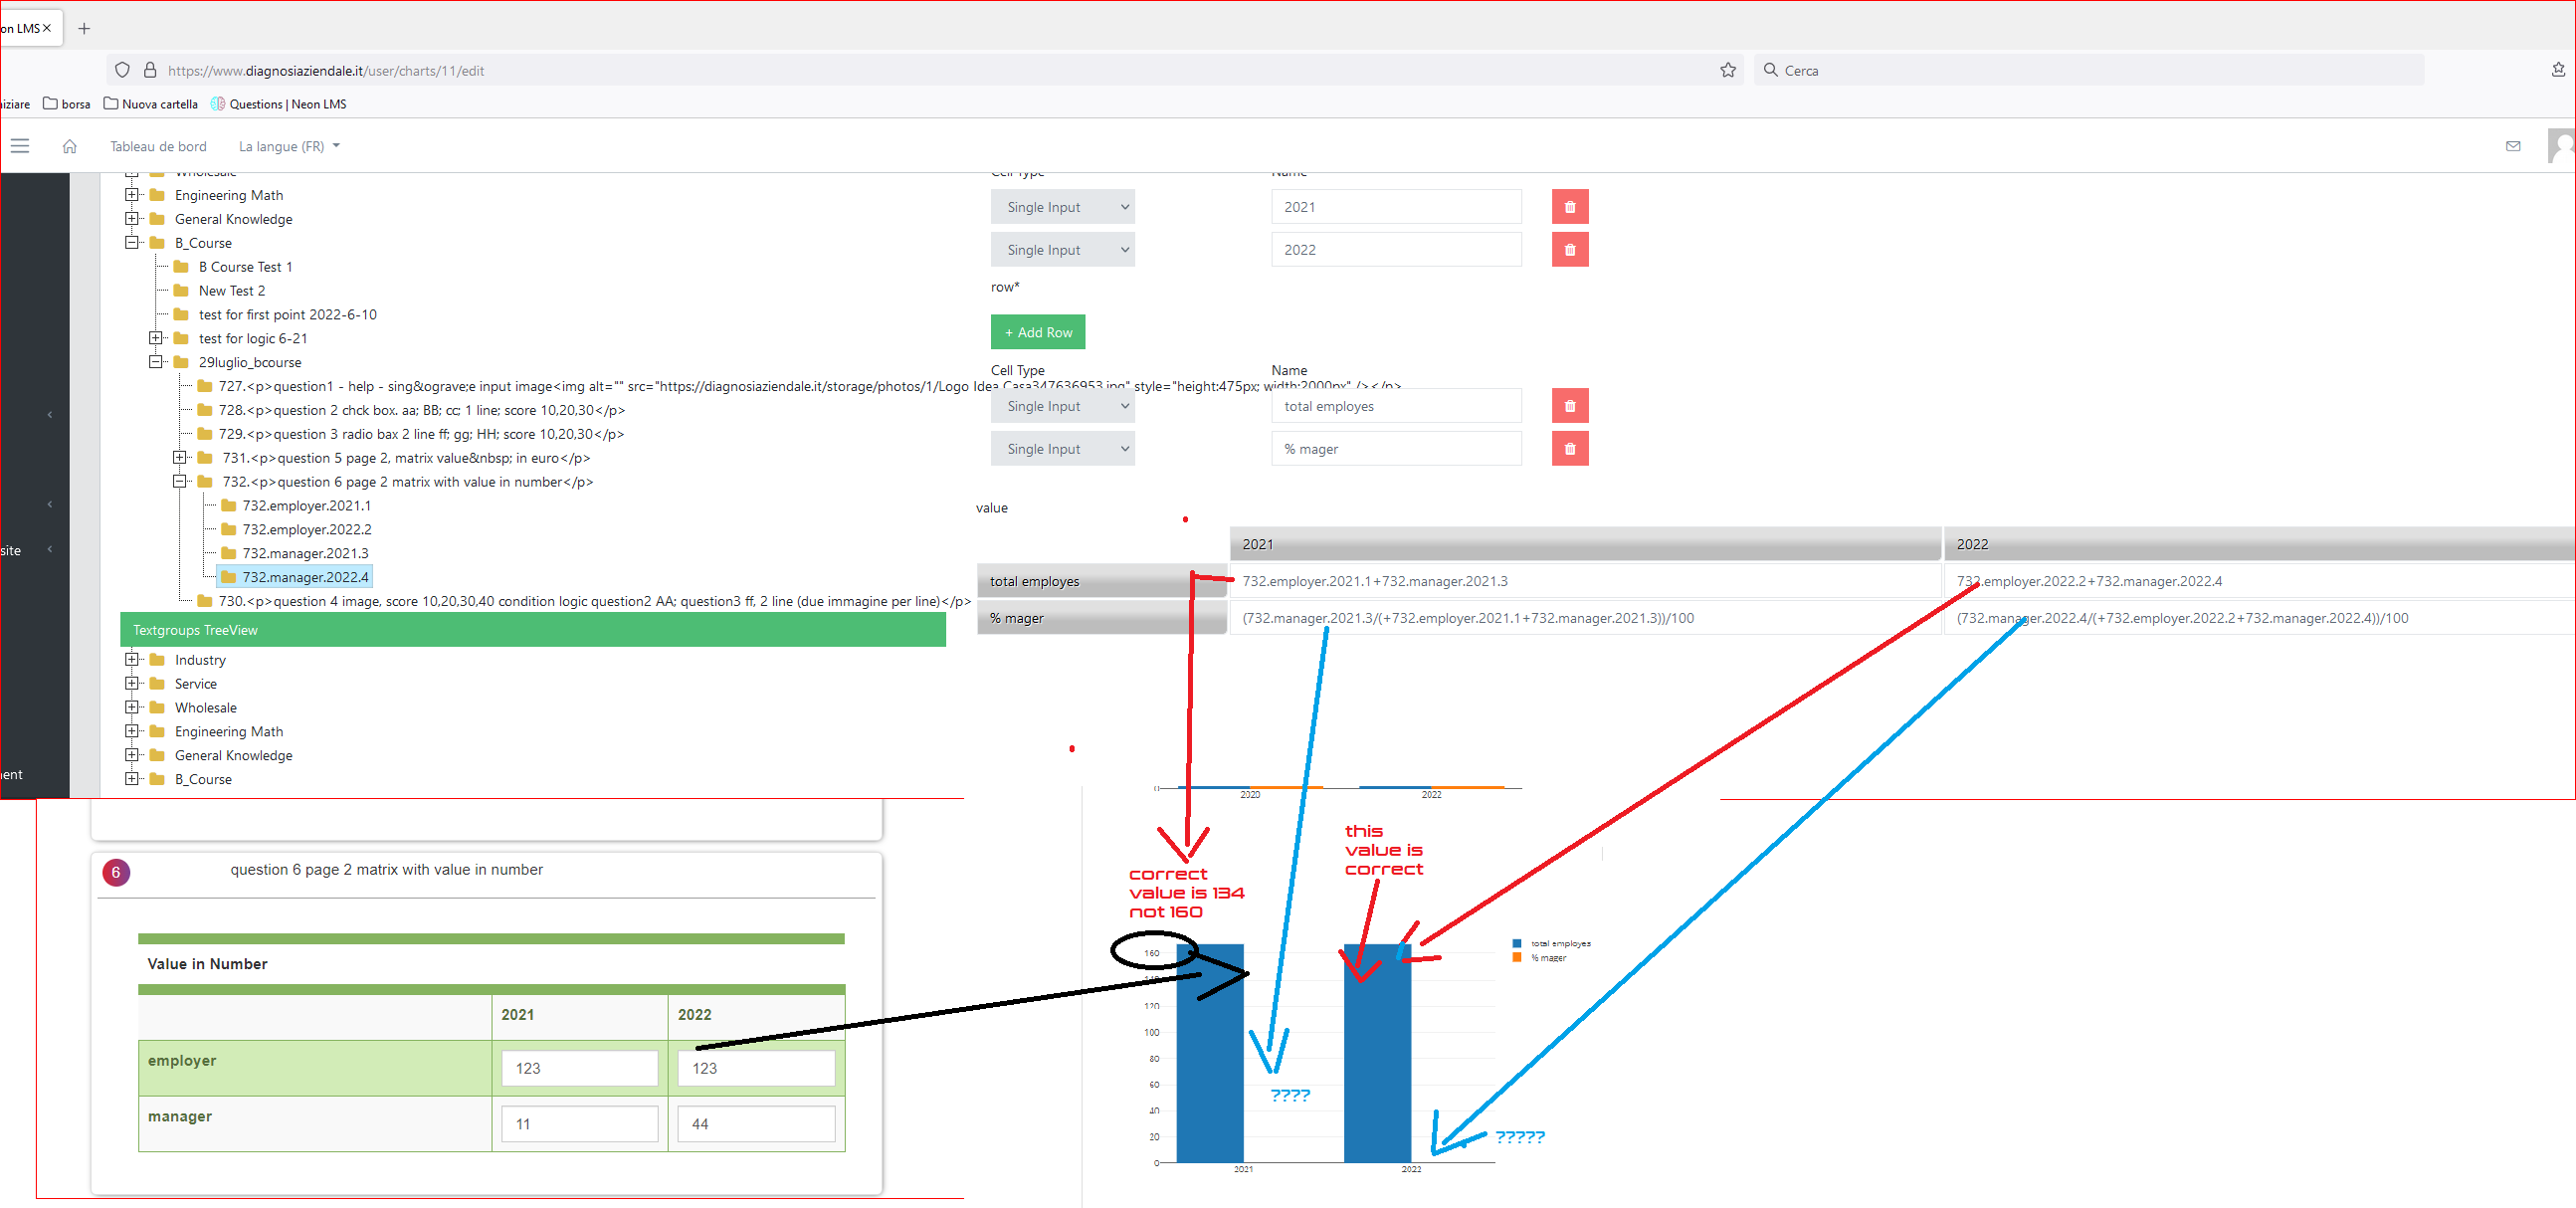 on LMS
https://www.diagnosiaziendale.it/user/charts/11/edit
Cerca
iziare
borsa
Nuova cartella
Questions | Neon LMS
Tableau de bord
La langue (FR)
site
ent
Wholesale
Engineering Math
General Knowledge
B_Course
B Course Test 1
New Test 2
test for first point 2022-6-10
test for logic 6-21
29luglio_bcourse
727.<p>question1 - help - sing&ograve;e input image<img alt="" src="https://diagnosiaziendale.it/storage/photos/1/Logo Idea Casa347636953.jpg" style="height:475px; width:2000px" /></p>
728.<p>question 2 chck box. aa; BB; cc; 1 line; score 10,20,30</p>
729.<p>question 3 radio bax 2 line ff; gg; HH; score 10,20,30</p>
731.<p>question 5 page 2, matrix value&nbsp; in euro</p>
732.<p>question 6 page 2 matrix with value in number</p>
732.employer.2021.1
732.employer.2022.2
732.manager.2021.3
732.manager.2022.4
730.<p>question 4 image, score 10,20,30,40 condition logic question2 AA; question3 ff, 2 line (due immagine per line)</p>
Textgroups TreeView
Industry
Service
Wholesale
Engineering Math
General Knowledge
B_Course
Cell Type Name
Single Input 2021
Single Input 2022
row*
+ Add Row
Cell Type Name
Single Input total employes
Single Input % mager
value
2021 2022
total employes 732.employer.2021.1+732.manager.2021.3 732.employer.2022.2+732.manager.2022.4
% mager (732.manager.2021.3/(+732.employer.2021.1+732.manager.2021.3))/100 (732.manager.2022.4/(+732.employer.2022.2+732.manager.2022.4))/100
0
2020 2022
correct
value is 134
not 160
this
value is
correct
160
140
120
100
80
60
40
20
0
2021 2022
total employes
% mager
????
?????
6
question 6 page 2 matrix with value in number
Value in Number
2021 2022
employer 123 123
manager 11 44